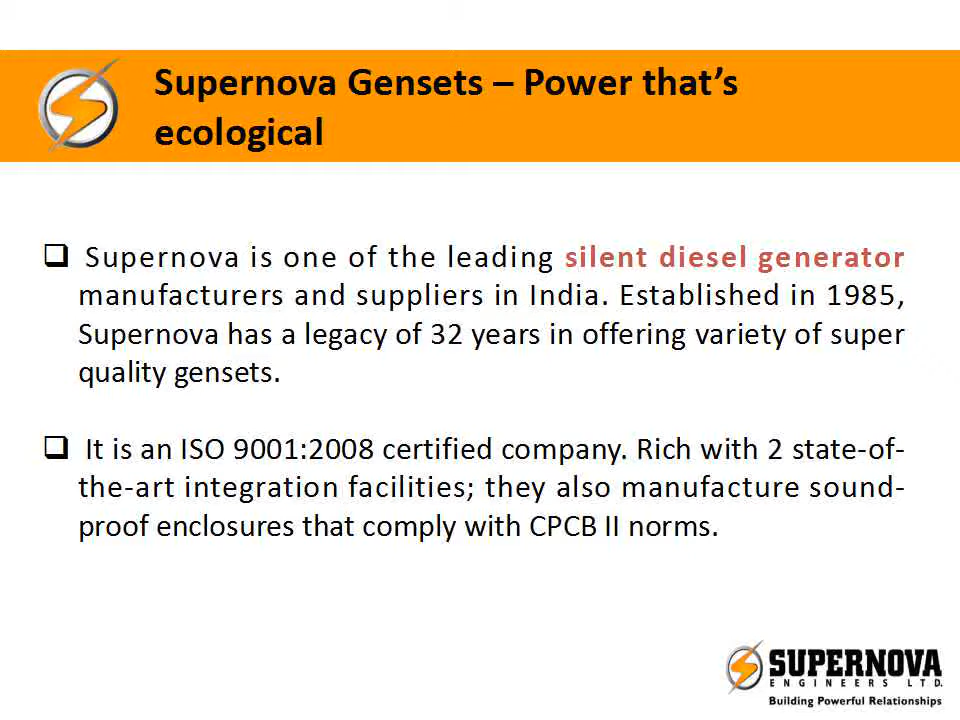 Supernova Gensets – Power that’s
ecological
❑ Supernova is one of the leading silent diesel generator
manufacturers and suppliers in India. Established in 1985,
Supernova has a legacy of 32 years in offering variety of super
quality gensets.
❑ It is an ISO 9001:2008 certified company. Rich with 2 state-of-
the-art integration facilities; they also manufacture sound-
proof enclosures that comply with CPCB II norms.
SUPERNOVA
ENGINEERS LTD.
Building Powerful Relationships